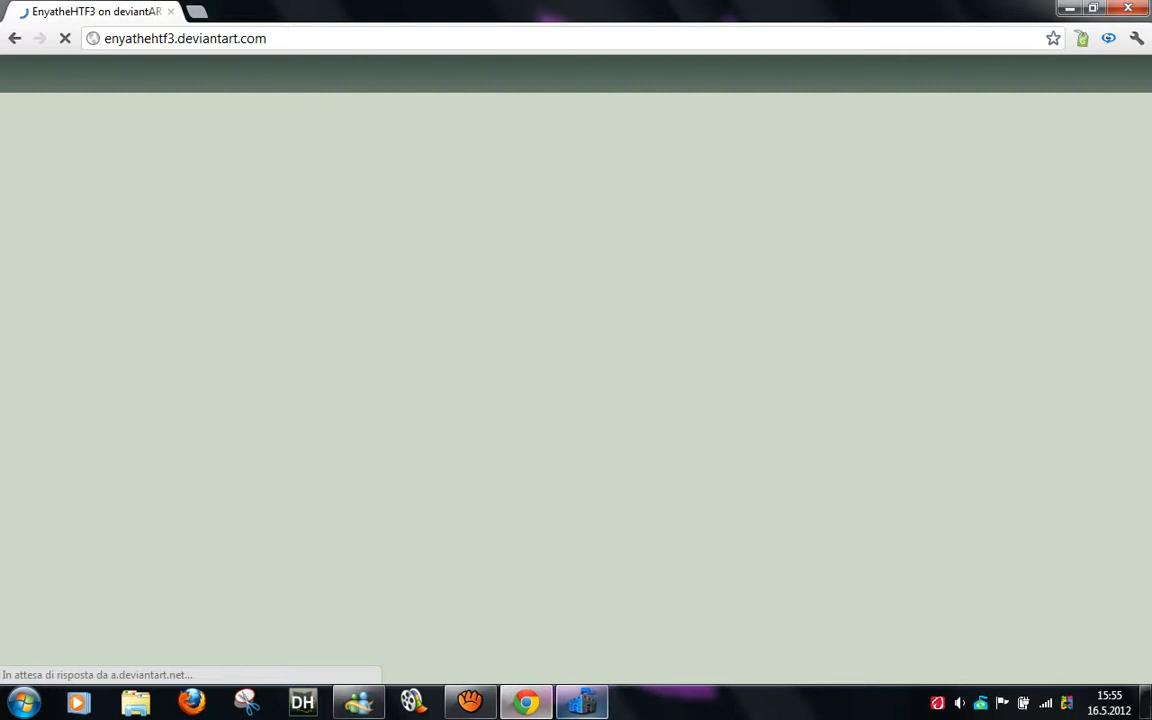 EnyatheHTF3 on deviantAR
enyathehtf3.deviantart.com
In attesa di risposta da a.deviantart.net...
DH
15:55
16.5.2012